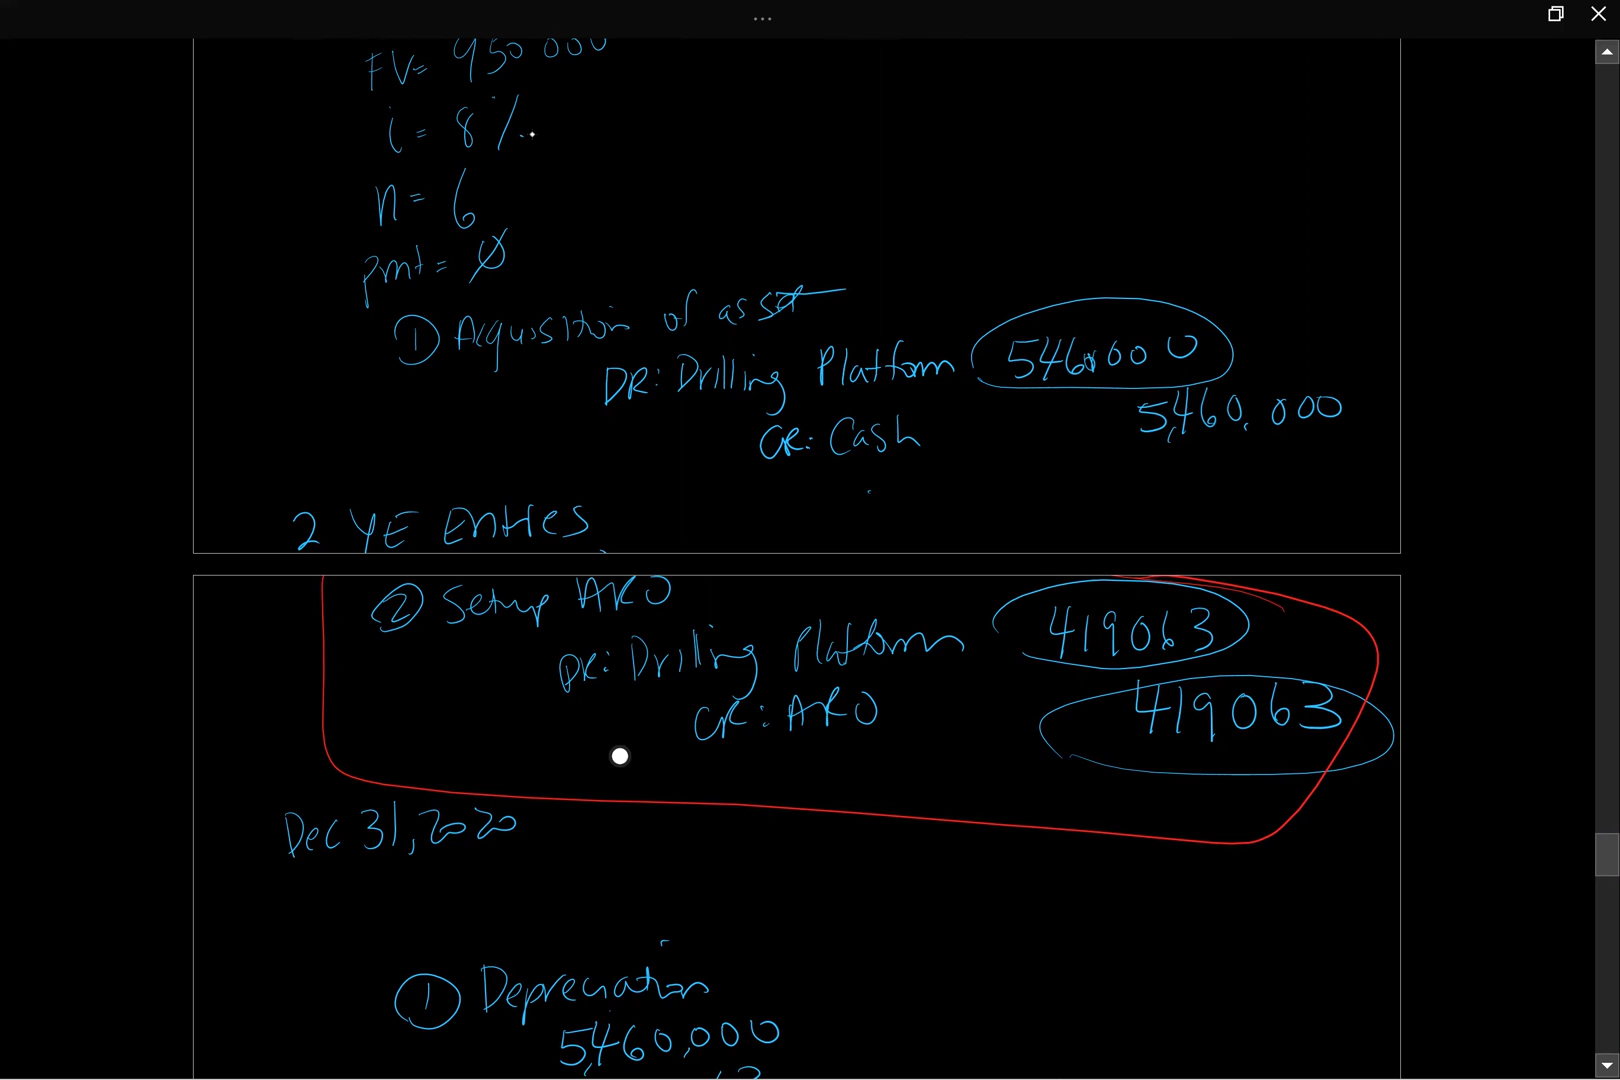 FV= 950 000
i = 8%
n = 6
pmt = Ø
① Acquisition of asset
DR: Drilling Platform 5460000
5,460,000
CR: Cash
2 YE Entries
② Setup ARO
DR: Drilling Platform 419063
CR: ARO 419063
Dec 31, 2020
① Depreciation
5,460,000